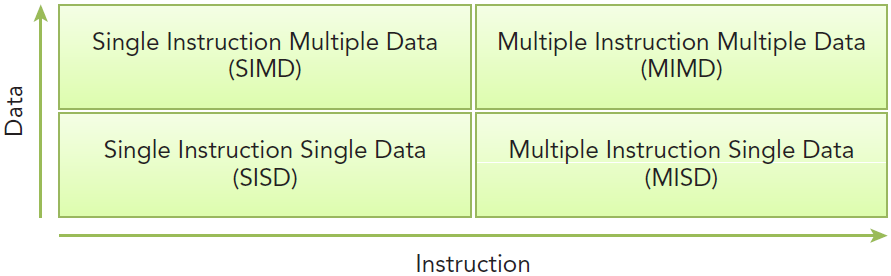 Single Instruction Multiple Data
(SIMD)
Multiple Instruction Multiple Data
(MIMD)
Data
Single Instruction Single Data
(SISD)
Multiple Instruction Single Data
(MISD)
Instruction